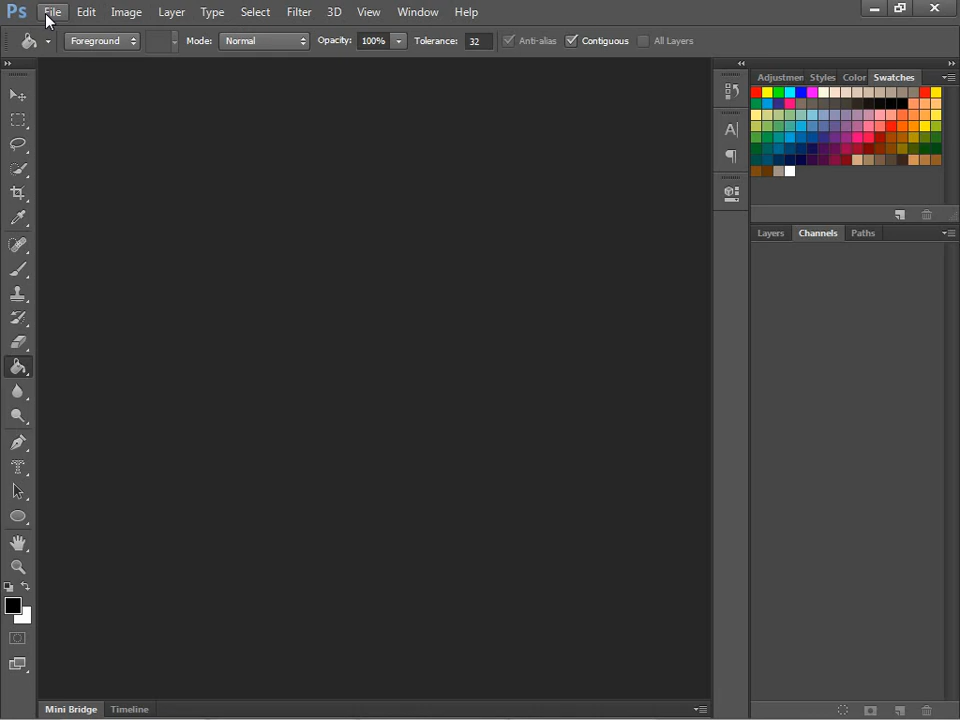 Ps File Edit Image Layer Type Select Filter 3D View Window Help
Foreground Mode: Normal Opacity: 100% Tolerance: 32 Anti-alias Contiguous All Layers
Adjustmen Styles Color Swatches
Layers Channels Paths
Mini Bridge Timeline